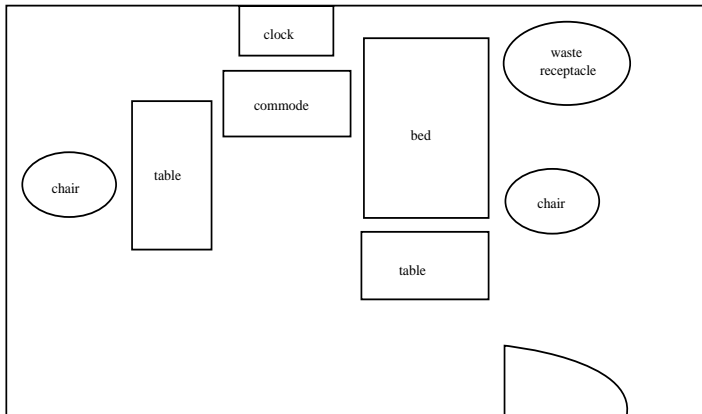 clock
waste
receptacle
commode
bed
table
chair
chair
table